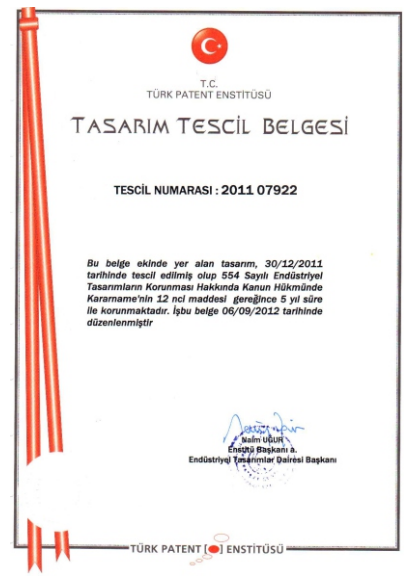 T.C.
TÜRK PATENT ENSTİTÜSÜ
TASARIM TESCİL BELGESİ
TESCİL NUMARASI : 2011 07922
Bu belge ekinde yer alan tasarım, 30/12/2011
tarihinde tescil edilmiş olup 554 Sayılı Endüstriyel
Tasarımların Korunması Hakkında Kanun Hükmünde
Kararname'nin 12 nci maddesi gereğince 5 yıl süre
ile korunmaktadır. İşbu belge 06/09/2012 tarihinde
düzenlenmiştir
Naim UĞUR
Enstitü Başkanı a.
Endüstriyel Tasarımlar Dairesi Başkanı
TÜRK PATENT [ ] ENSTİTÜSÜ